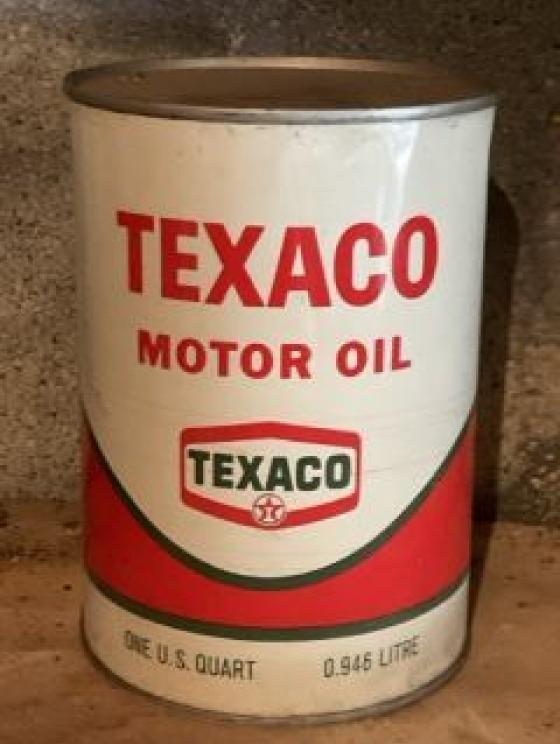 TEXACO
MOTOR OIL
TEXACO
T
ONE U.S. QUART 0.946 LITRE